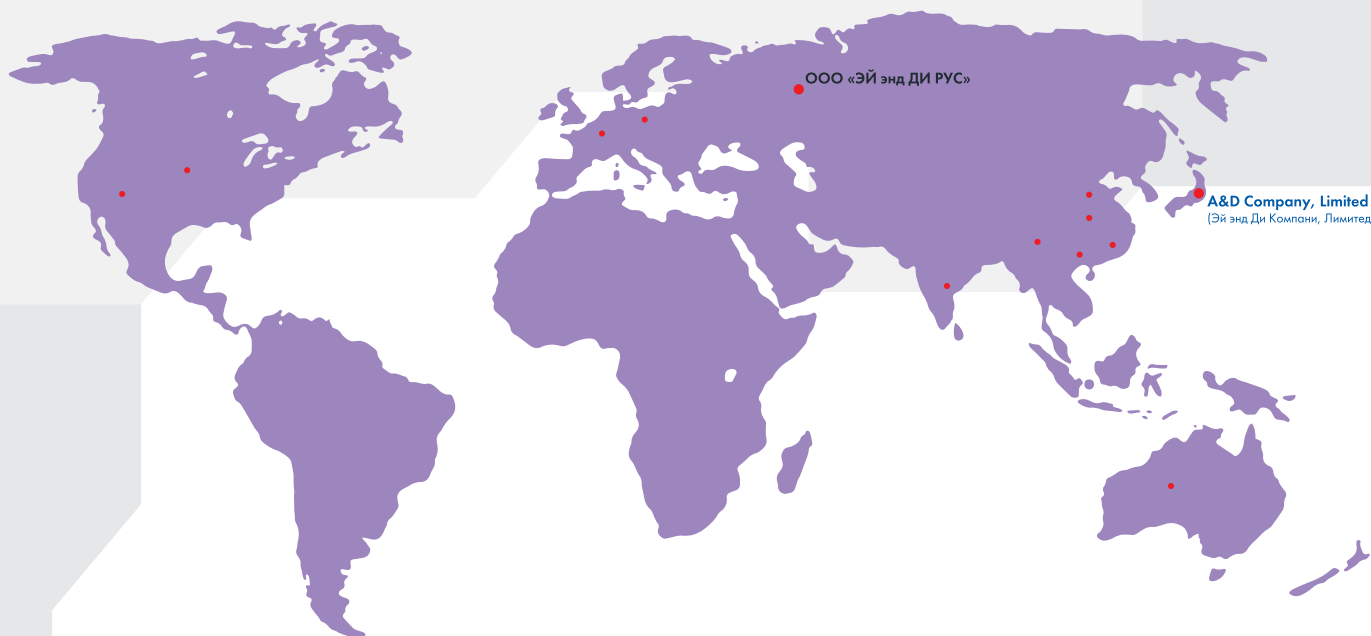 ООО «ЭЙ энд ДИ РУС»
A&D Company, Limited
(Эй энд Ди Компани, Лимитед